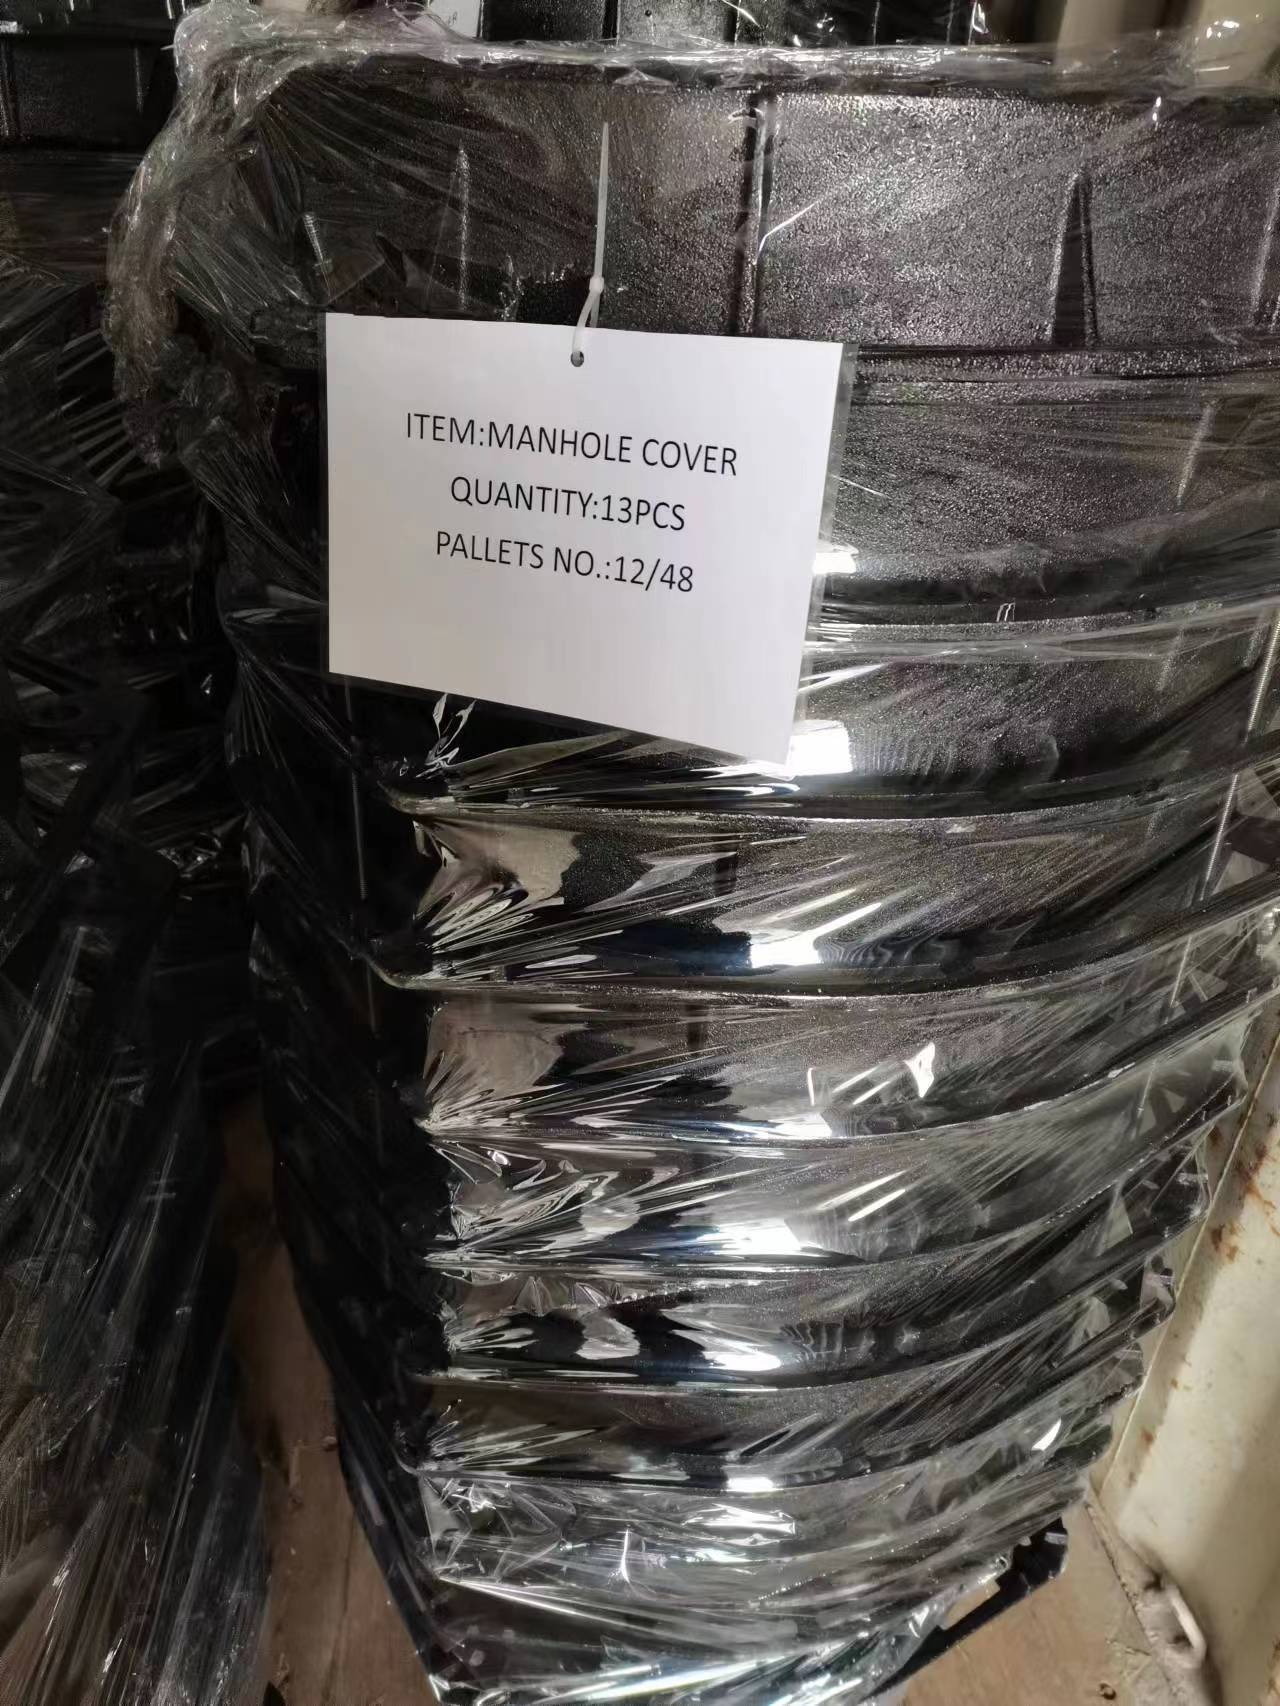 ITEM:MANHOLE COVER
QUANTITY:13PCS
PALLETS NO.:12/48